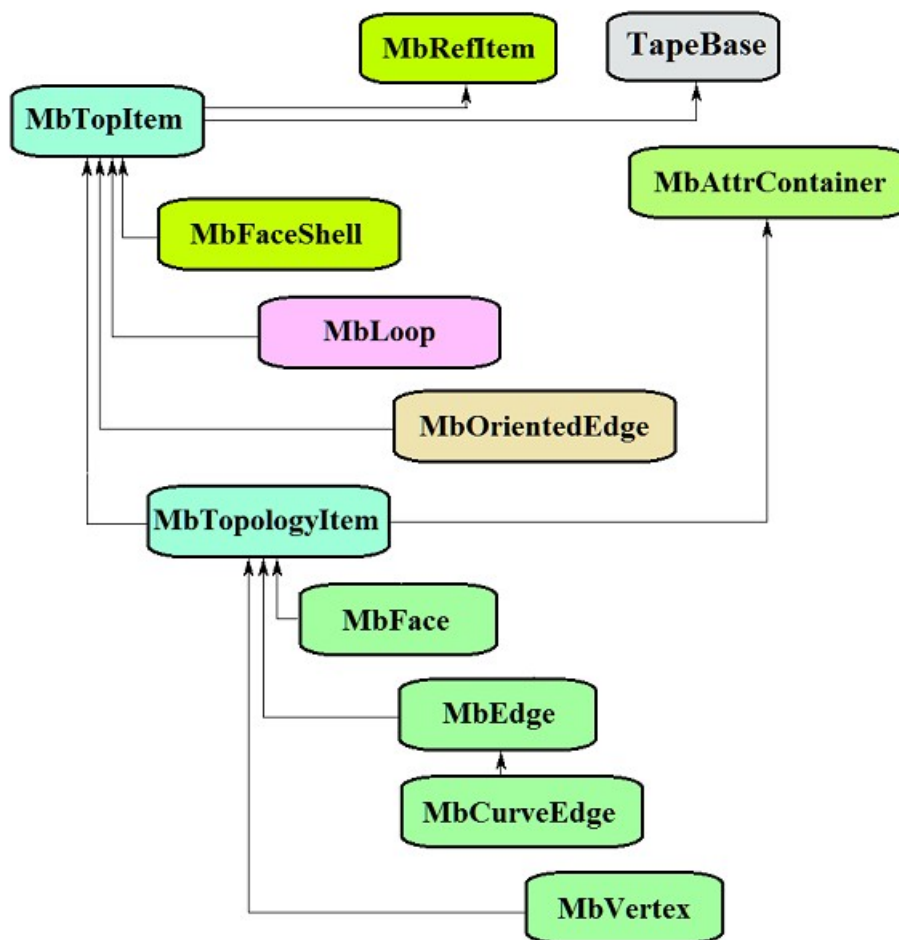 MbRefItem
TapeBase
MbTopItem
MbAttrContainer
MbFaceShell
MbLoop
MbOrientedEdge
MbTopologyItem
MbFace
MbEdge
MbCurveEdge
MbVertex